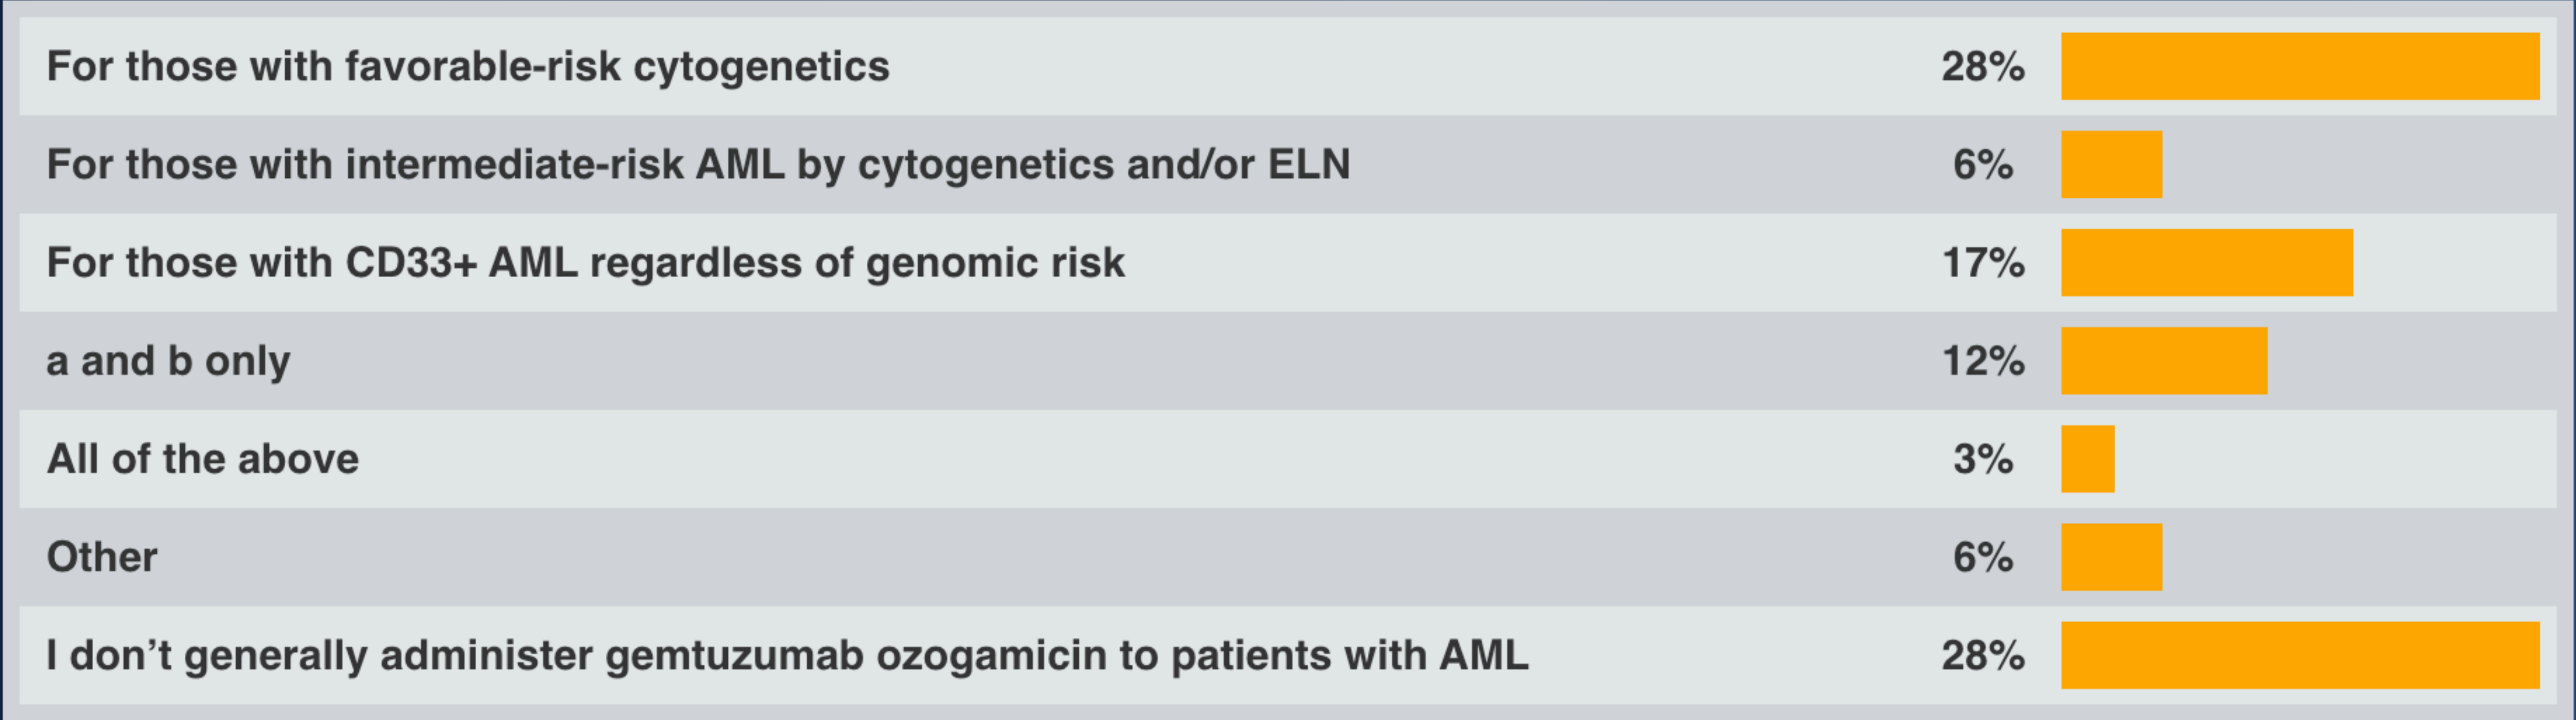 For those with favorable-risk cytogenetics 28%
For those with intermediate-risk AML by cytogenetics and/or ELN 6%
For those with CD33+ AML regardless of genomic risk 17%
a and b only 12%
All of the above 3%
Other 6%
I don’t generally administer gemtuzumab ozogamicin to patients with AML 28%